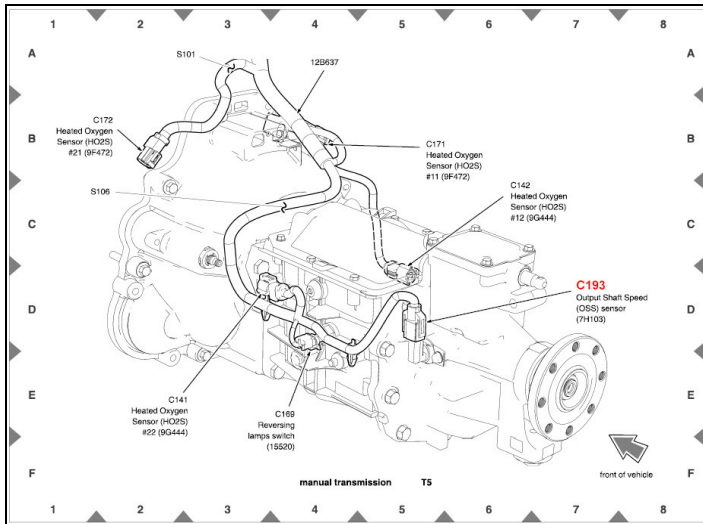 1 2 3 4 5 6 7 8
A A
S101
12B637
C172
Heated Oxygen
Sensor (HO2S)
#21 (9F472)
B B
C171
Heated Oxygen
Sensor (HO2S)
#11 (9F472)
S106
C142
Heated Oxygen
Sensor (HO2S)
#12 (9G444)
C C
C193
Output Shaft Speed
(OSS) sensor
(7H103)
D D
C141
Heated Oxygen
Sensor (HO2S)
#22 (9G444)
C169
Reversing
lamps switch
(15520)
E E
front of vehicle
F F
manual transmission T5
1 2 3 4 5 6 7 8